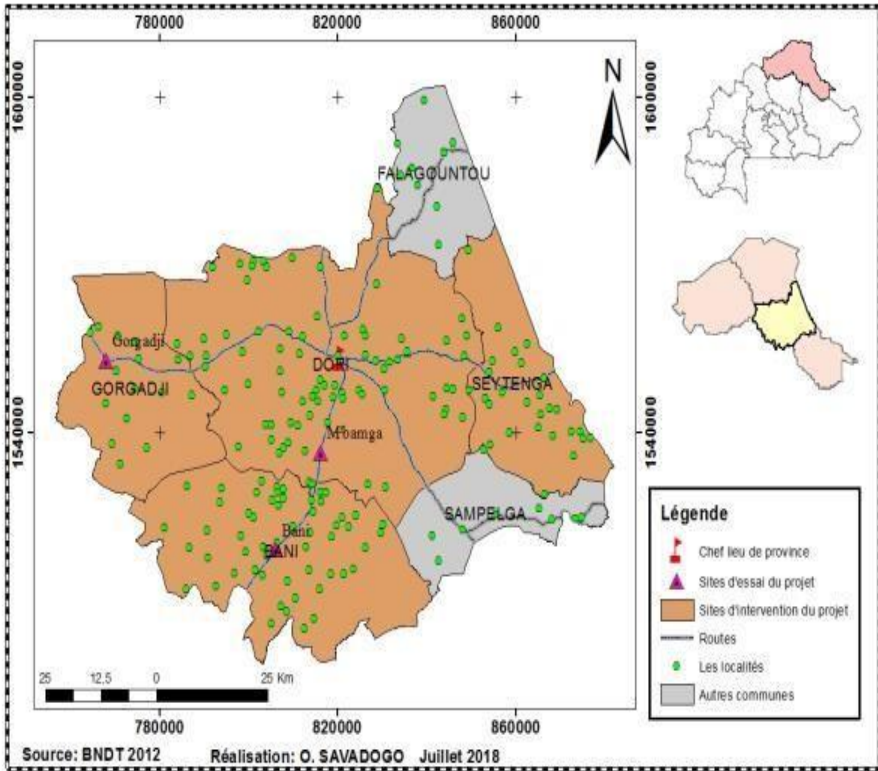 780000 820000 860000
1600000 1600000
N
FALAGOUNTOU
Gorgadji
DORI
GORGADJI
SEYTENGA
M'bamga
1540000 1540000
SAMPELGA
Bani
BANI
Légende
Chef lieu de province
Sites d'essai du projet
Sites d'intervention du projet
Routes
Les localités
Autres communes
25 12,5 0 25 Km
780000 820000 860000
Source: BNDT 2012 Réalisation: O. SAVADOGO Juillet 2018